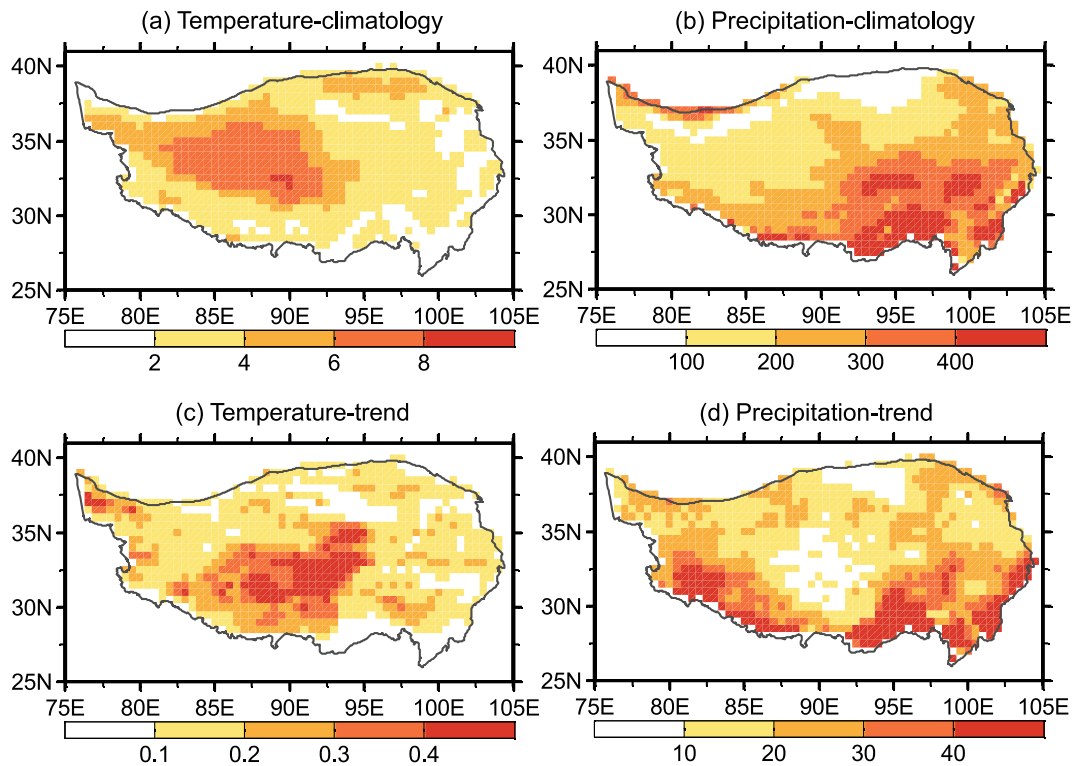 (a) Temperature-climatology
40N
35N
30N
25N
75E 80E 85E 90E 95E 100E 105E
2 4 6 8
(b) Precipitation-climatology
40N
35N
30N
25N
75E 80E 85E 90E 95E 100E 105E
100 200 300 400
(c) Temperature-trend
40N
35N
30N
25N
75E 80E 85E 90E 95E 100E 105E
0.1 0.2 0.3 0.4
(d) Precipitation-trend
40N
35N
30N
25N
75E 80E 85E 90E 95E 100E 105E
10 20 30 40